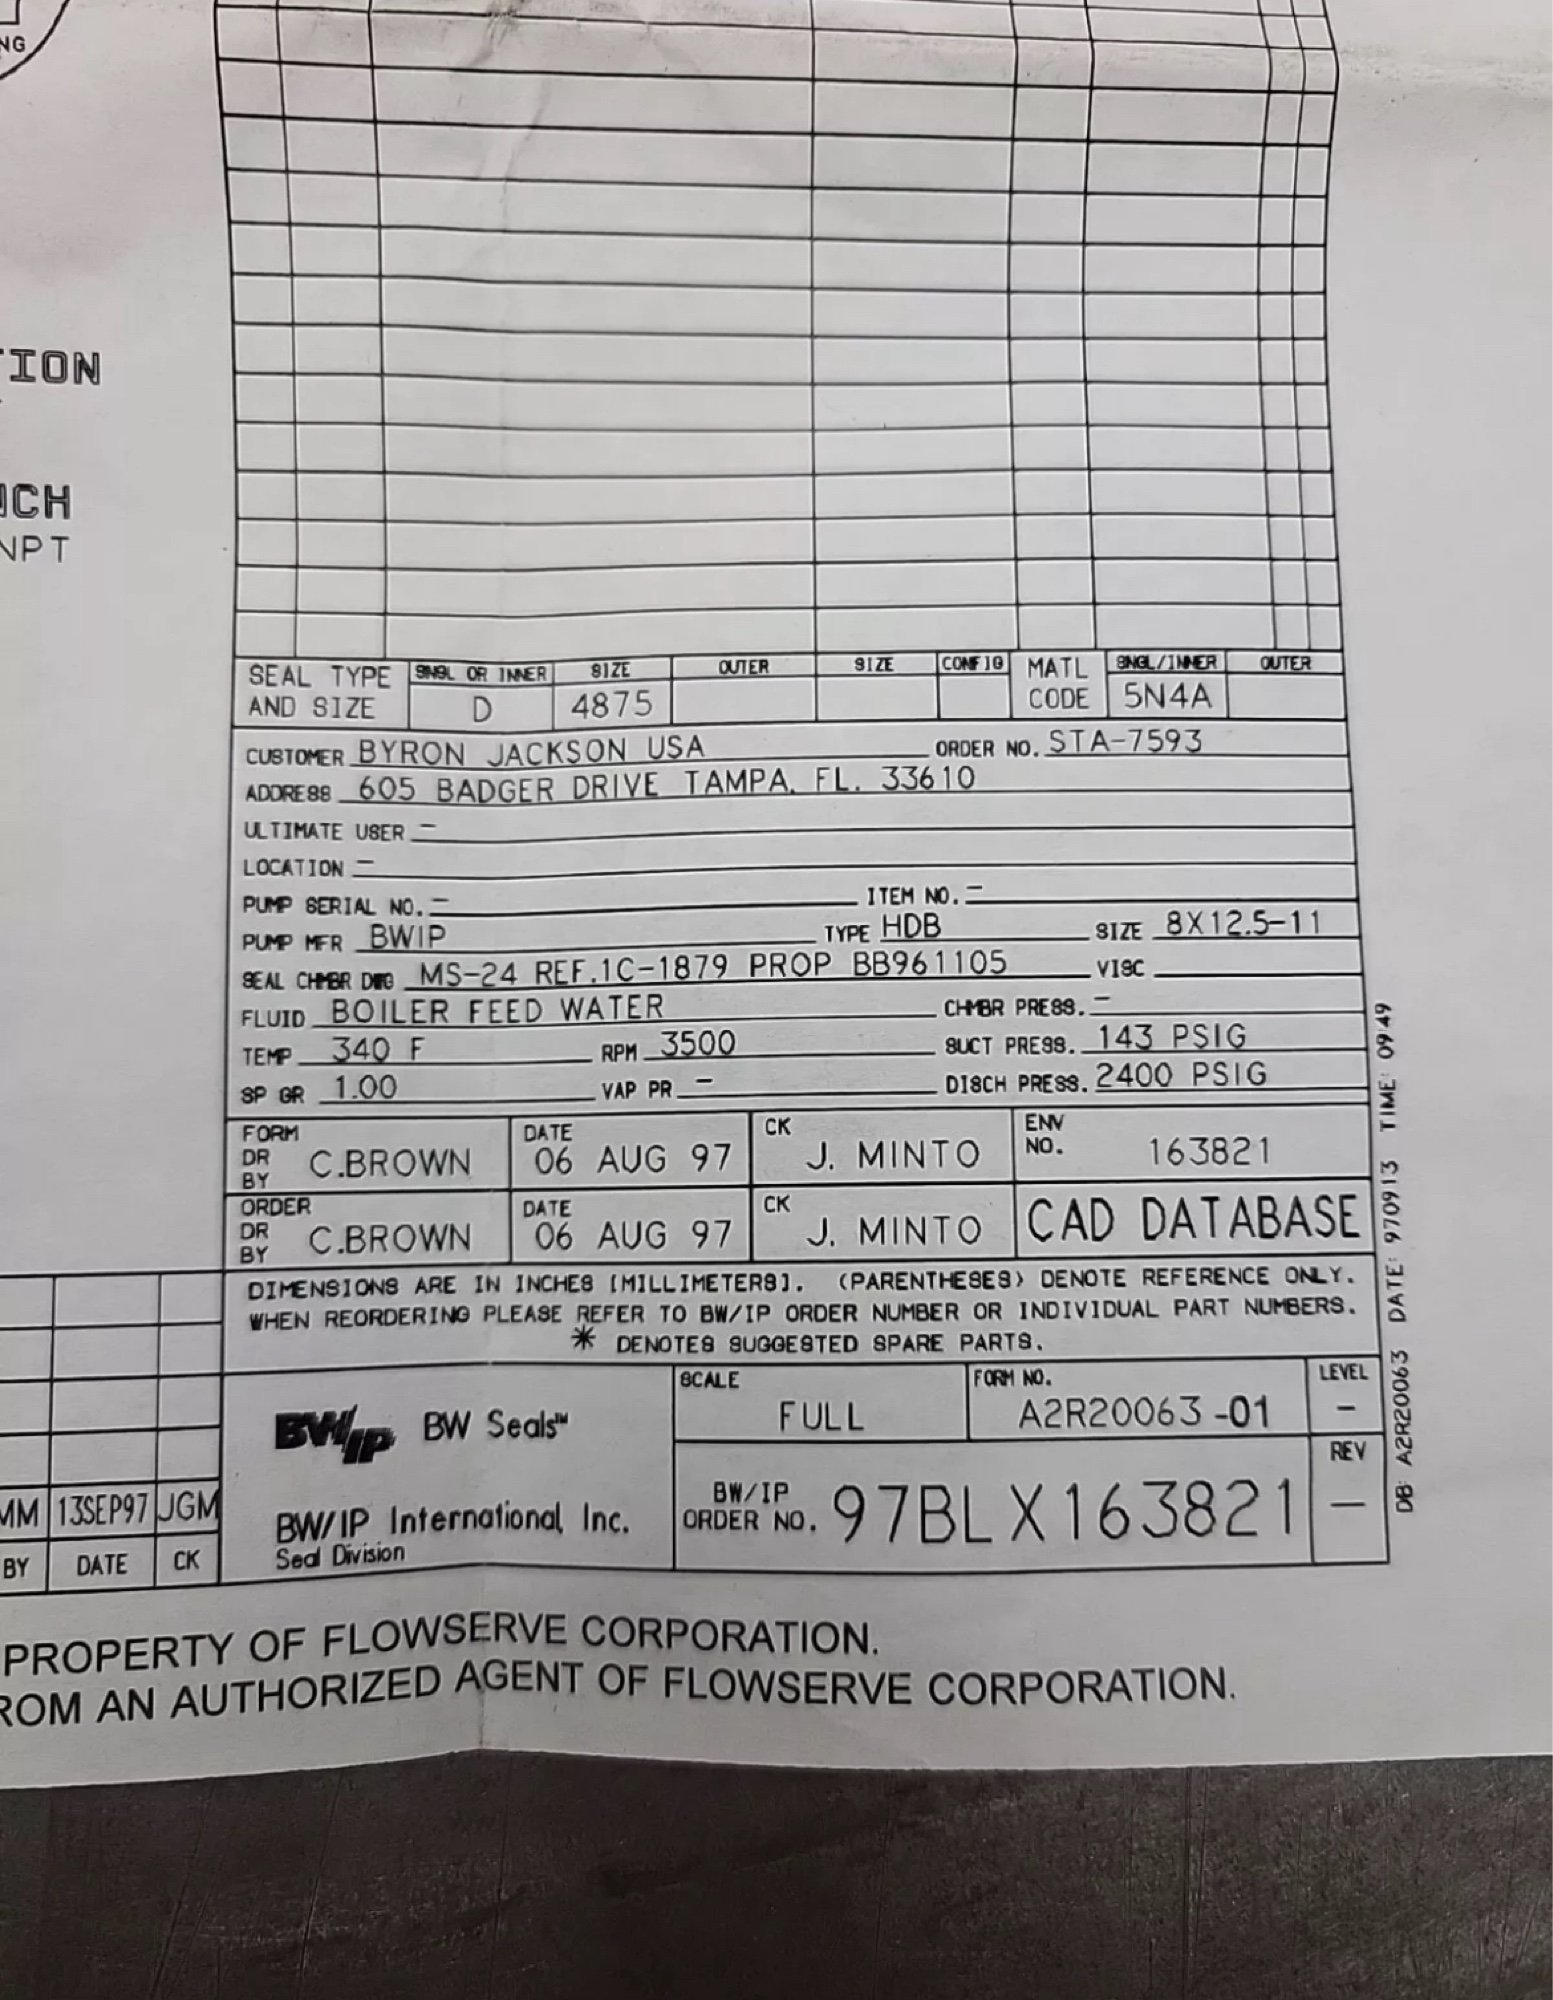 NG
TION
NCH
NPT
SEAL TYPE AND SIZE SNGL OR INNER D SIZE 4875 OUTER SIZE CONFIG MATL CODE SNGL/INNER 5N4A OUTER
CUSTOMER BYRON JACKSON USA ORDER NO. STA-7593
ADDRESS 605 BADGER DRIVE TAMPA, FL. 33610
ULTIMATE USER -
LOCATION -
PUMP SERIAL NO. - ITEM NO. -
PUMP MFR BWIP TYPE HDB SIZE 8X12.5-11
SEAL CHMBR DWG MS-24 REF.1C-1879 PROP BB961105 VISC
FLUID BOILER FEED WATER CHMBR PRESS. -
TEMP 340 F RPM 3500 SUCT PRESS. 143 PSIG
SP GR 1.00 VAP PR - DISCH PRESS. 2400 PSIG
FORM DR BY C.BROWN DATE 06 AUG 97 CK J. MINTO ENV NO. 163821
ORDER DR BY C.BROWN DATE 06 AUG 97 CK J. MINTO CAD DATABASE
DIMENSIONS ARE IN INCHES [MILLIMETERS]. (PARENTHESES) DENOTE REFERENCE ONLY.
WHEN REORDERING PLEASE REFER TO BW/IP ORDER NUMBER OR INDIVIDUAL PART NUMBERS.
* DENOTES SUGGESTED SPARE PARTS.
BW/IP BW Seals™
BW/IP International, Inc.
Seal Division
SCALE FULL FORM NO. A2R20063-01 LEVEL -
BW/IP ORDER NO. 97BLX163821 REV -
MM 13SEP97 JGM
BY DATE CK
DB: A2R20063 DATE: 970913 TIME: 0949
PROPERTY OF FLOWSERVE CORPORATION.
ROM AN AUTHORIZED AGENT OF FLOWSERVE CORPORATION.